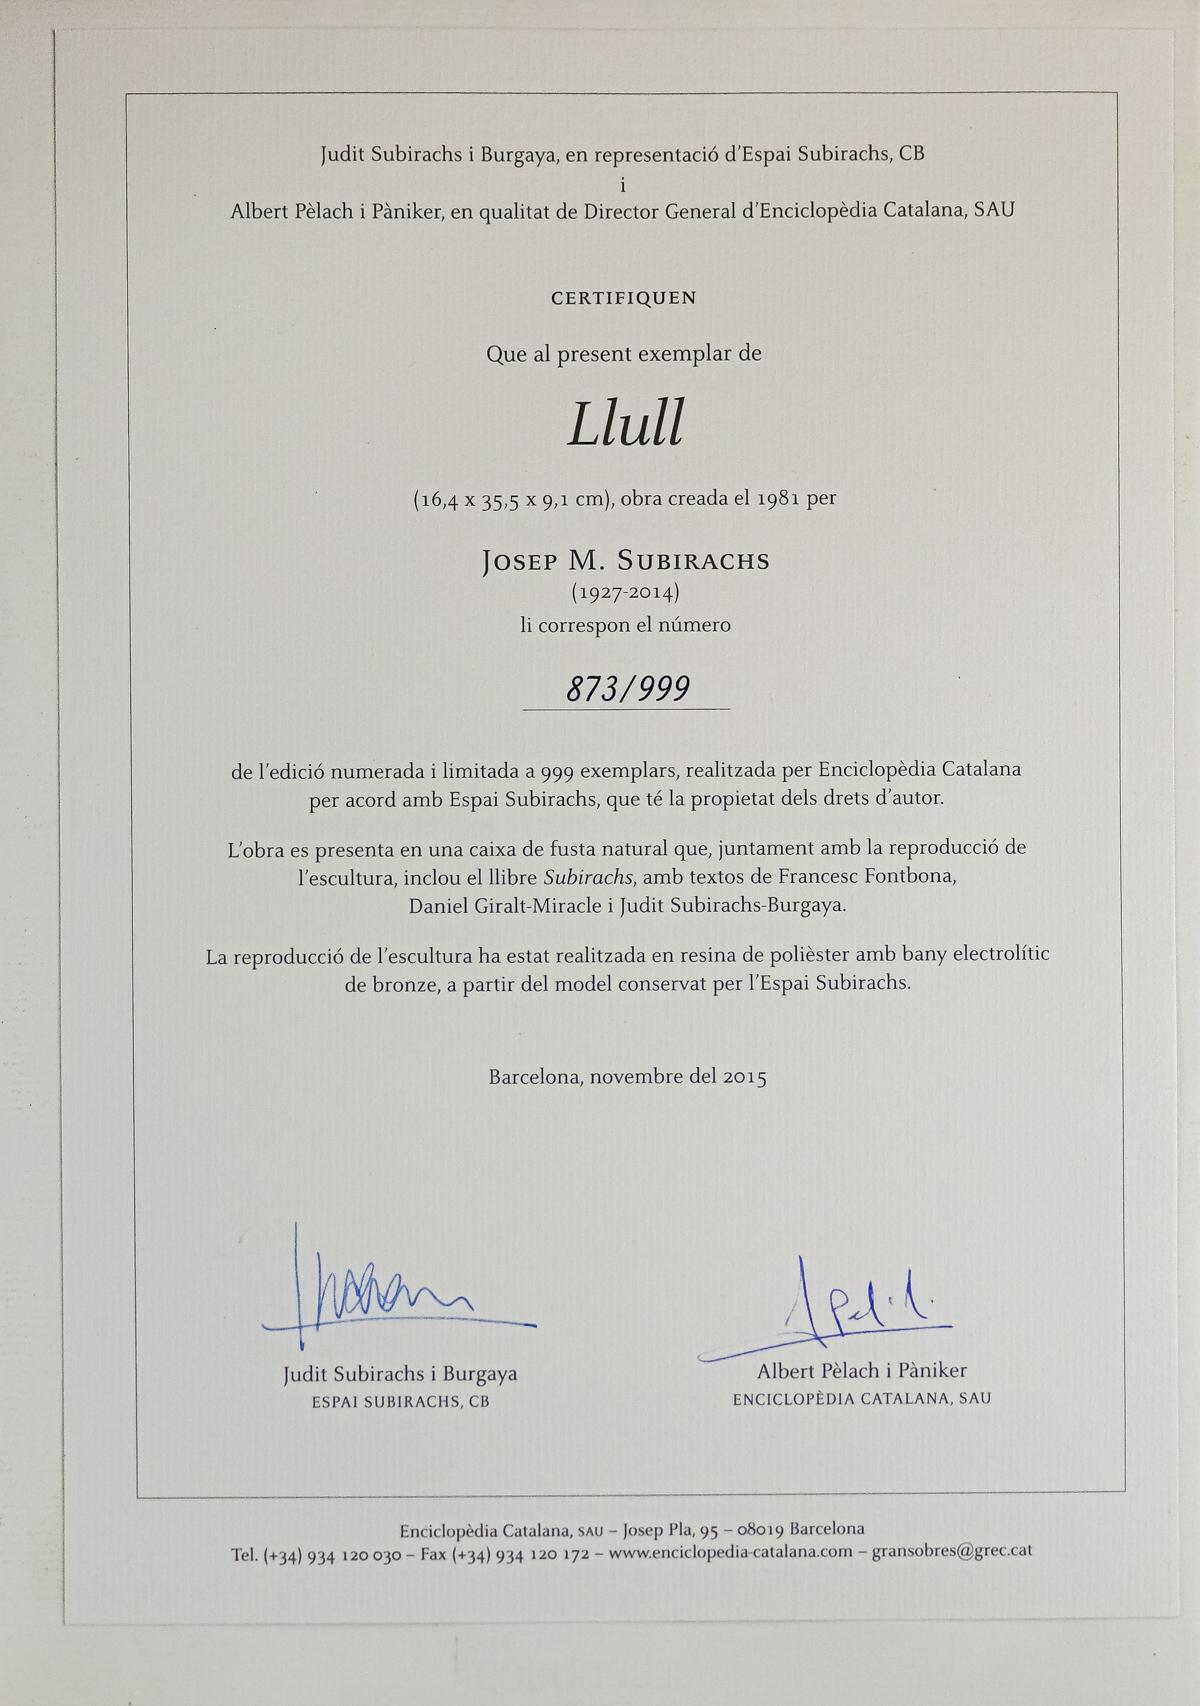 Judit Subirachs i Burgaya, en representació d'Espai Subirachs, CB
i
Albert Pèlach i Pàniker, en qualitat de Director General d'Enciclopèdia Catalana, SAU
CERTIFIQUEN
Que al present exemplar de
Llull
(16,4 x 35,5 x 9,1 cm), obra creada el 1981 per
JOSEP M. SUBIRACHS
(1927-2014)
li correspon el número
873/999
de l'edició numerada i limitada a 999 exemplars, realitzada per Enciclopèdia Catalana
per acord amb Espai Subirachs, que té la propietat dels drets d'autor.
L'obra es presenta en una caixa de fusta natural que, juntament amb la reproducció de
l'escultura, inclou el llibre Subirachs, amb textos de Francesc Fontbona,
Daniel Giralt-Miracle i Judit Subirachs-Burgaya.
La reproducció de l'escultura ha estat realitzada en resina de polièster amb bany electrolític
de bronze, a partir del model conservat per l'Espai Subirachs.
Barcelona, novembre del 2015
Judit Subirachs i Burgaya
ESPAI SUBIRACHS, CB
Albert Pèlach i Pàniker
ENCICLOPÈDIA CATALANA, SAU
Enciclopèdia Catalana, SAU – Josep Pla, 95 – 08019 Barcelona
Tel. (+34) 934 120 030 – Fax (+34) 934 120 172 – www.enciclopedia-catalana.com – gransobres@grec.cat